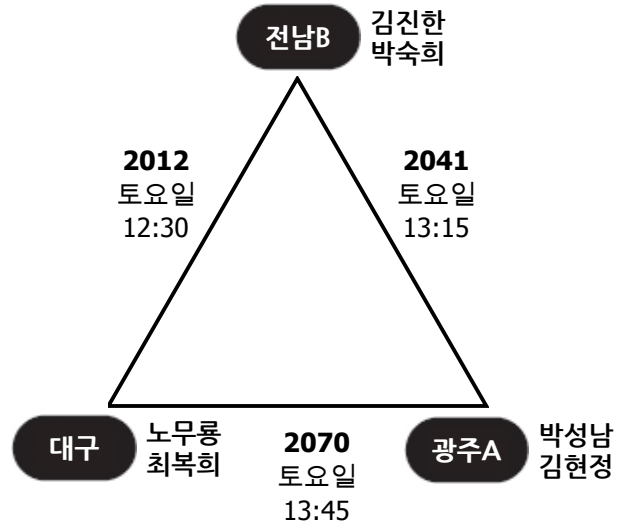 전남B
김진한
박숙희
2012
토요일
12:30
2041
토요일
13:15
대구
노무룡
최복희
2070
토요일
13:45
광주A
박성남
김현정